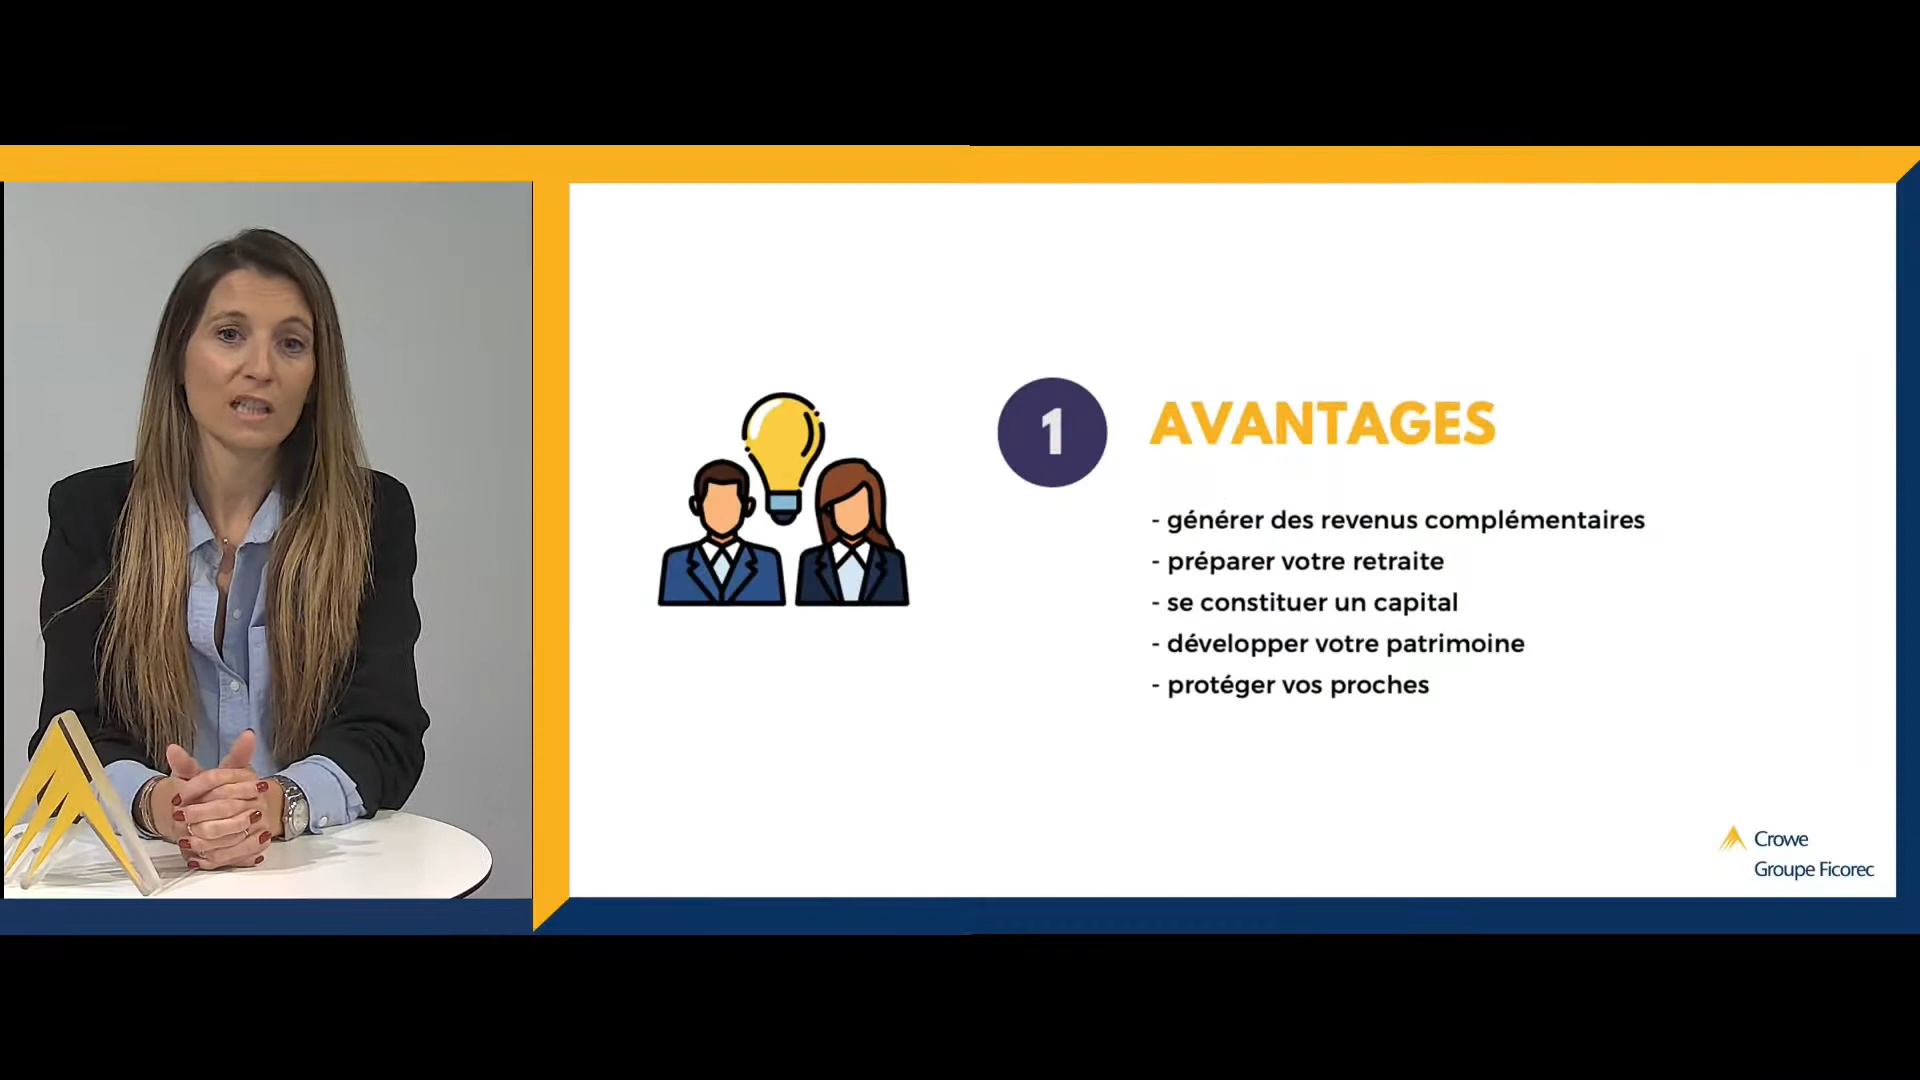 1
AVANTAGES
- générer des revenus complémentaires
- préparer votre retraite
- se constituer un capital
- développer votre patrimoine
- protéger vos proches
Crowe
Groupe Ficorec